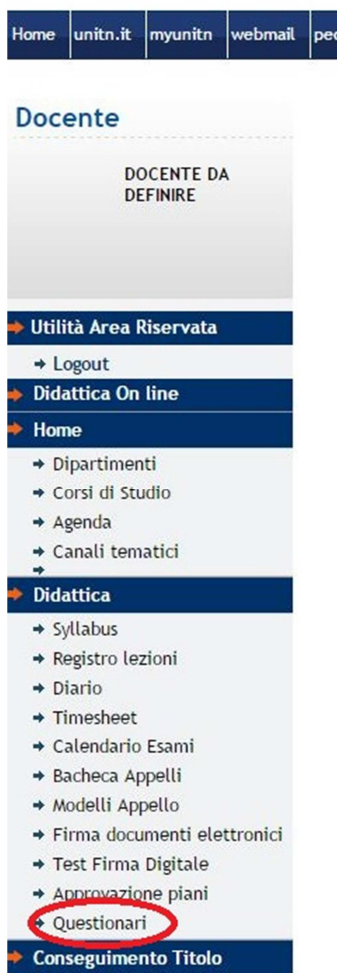 Home unitn.it myunitn webmail
Docente
DOCENTE DA
DEFINIRE
Utilità Area Riservata
Logout
Didattica On line
Home
Dipartimenti
Corsi di Studio
Agenda
Canali tematici
Didattica
Syllabus
Registro lezioni
Diario
Timesheet
Calendario Esami
Bacheca Appelli
Modelli Appello
Firma documenti elettronici
Test Firma Digitale
Approvazione piani
Questionari
Conseguimento Titolo